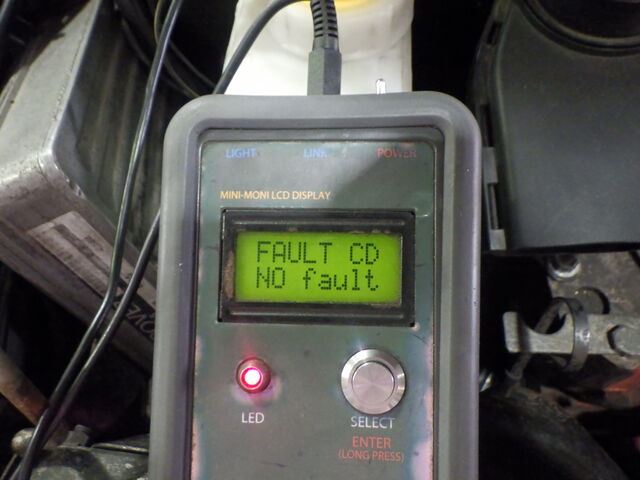 LIGHT LINK POWER
MINI-MONI LCD DISPLAY
FAULT CD
NO fault
LED SELECT
ENTER
(LONG PRESS)